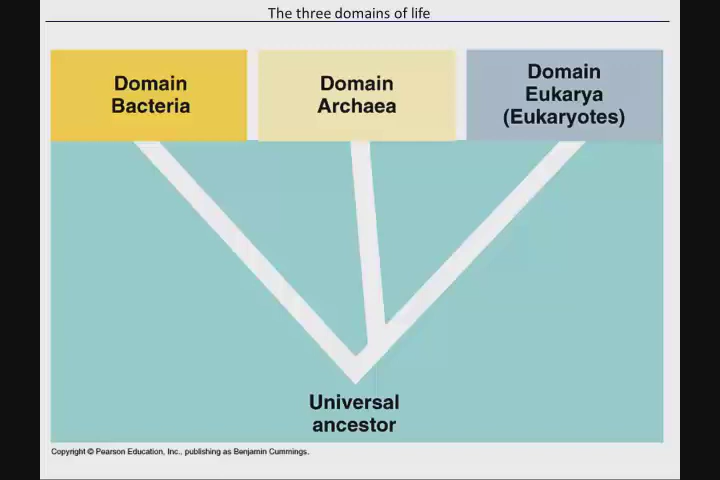 The three domains of life
Domain
Bacteria
Domain
Archaea
Domain
Eukarya
(Eukaryotes)
Universal
ancestor
Copyright © Pearson Education, Inc., publishing as Benjamin Cummings.